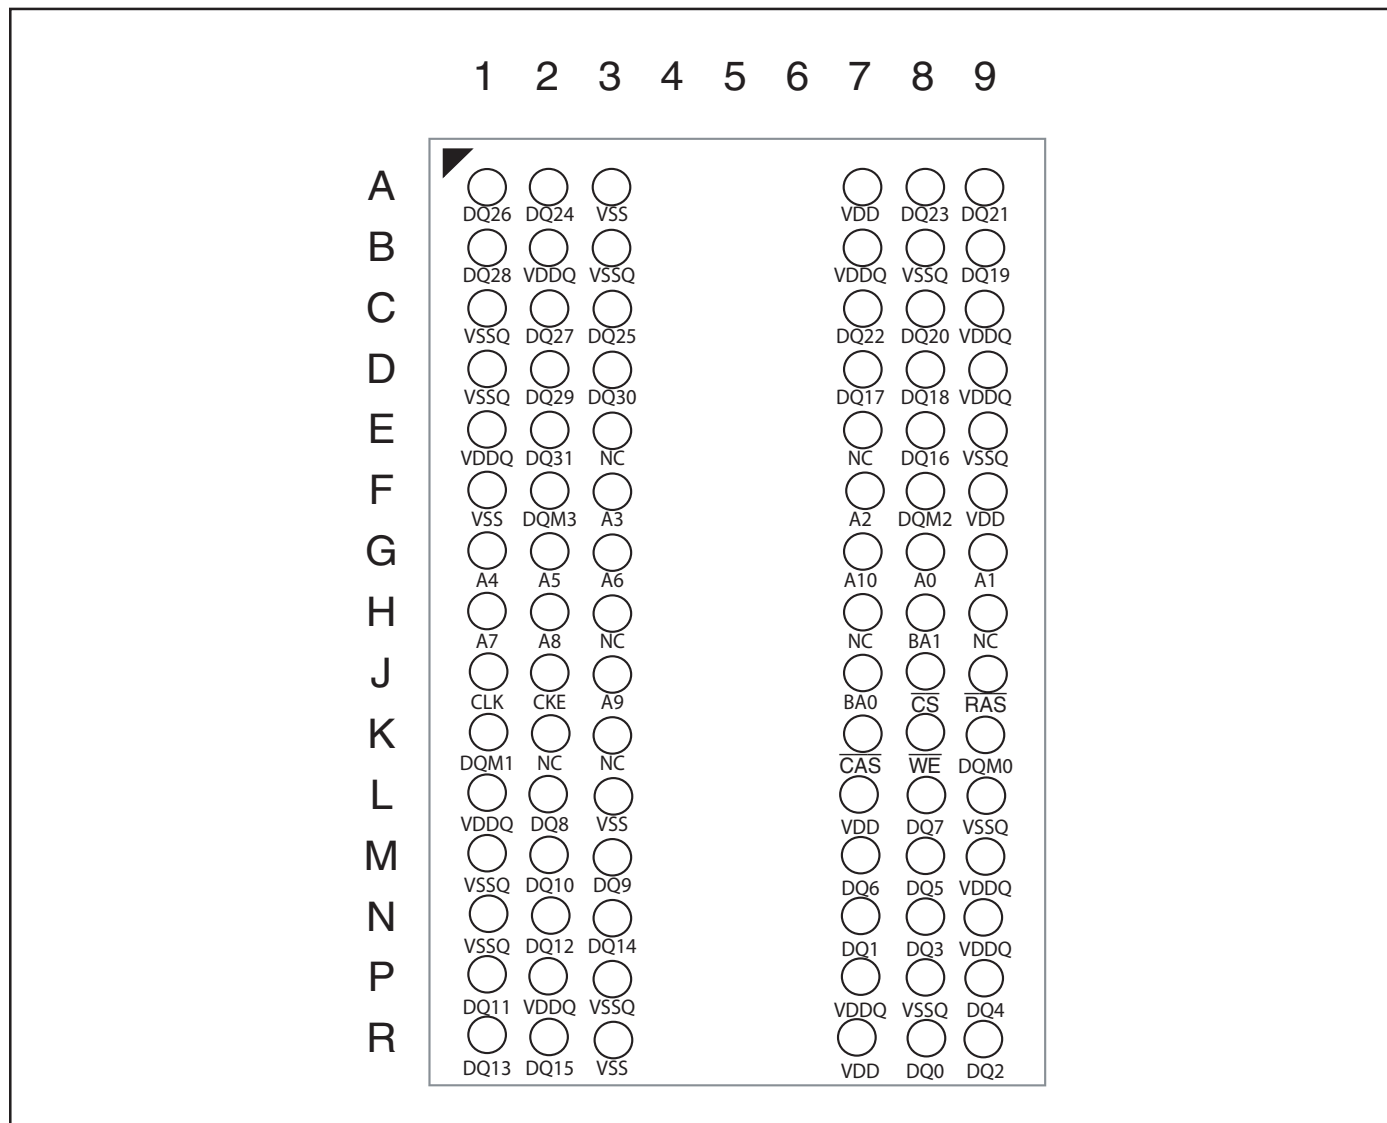 1 2 3 4 5 6 7 8 9
A
DQ26 DQ24 VSS VDD DQ23 DQ21
B
DQ28 VDDQ VSSQ VDDQ VSSQ DQ19
C
VSSQ DQ27 DQ25 DQ22 DQ20 VDDQ
D
VSSQ DQ29 DQ30 DQ17 DQ18 VDDQ
E
VDDQ DQ31 NC NC DQ16 VSSQ
F
VSS DQM3 A3 A2 DQM2 VDD
G
A4 A5 A6 A10 A0 A1
H
A7 A8 NC NC BA1 NC
J
CLK CKE A9 BA0 C̅S̅ R̅A̅S̅
K
DQM1 NC NC C̅A̅S̅ W̅E̅ DQM0
L
VDDQ DQ8 VSS VDD DQ7 VSSQ
M
VSSQ DQ10 DQ9 DQ6 DQ5 VDDQ
N
VSSQ DQ12 DQ14 DQ1 DQ3 VDDQ
P
DQ11 VDDQ VSSQ VDDQ VSSQ DQ4
R
DQ13 DQ15 VSS VDD DQ0 DQ2